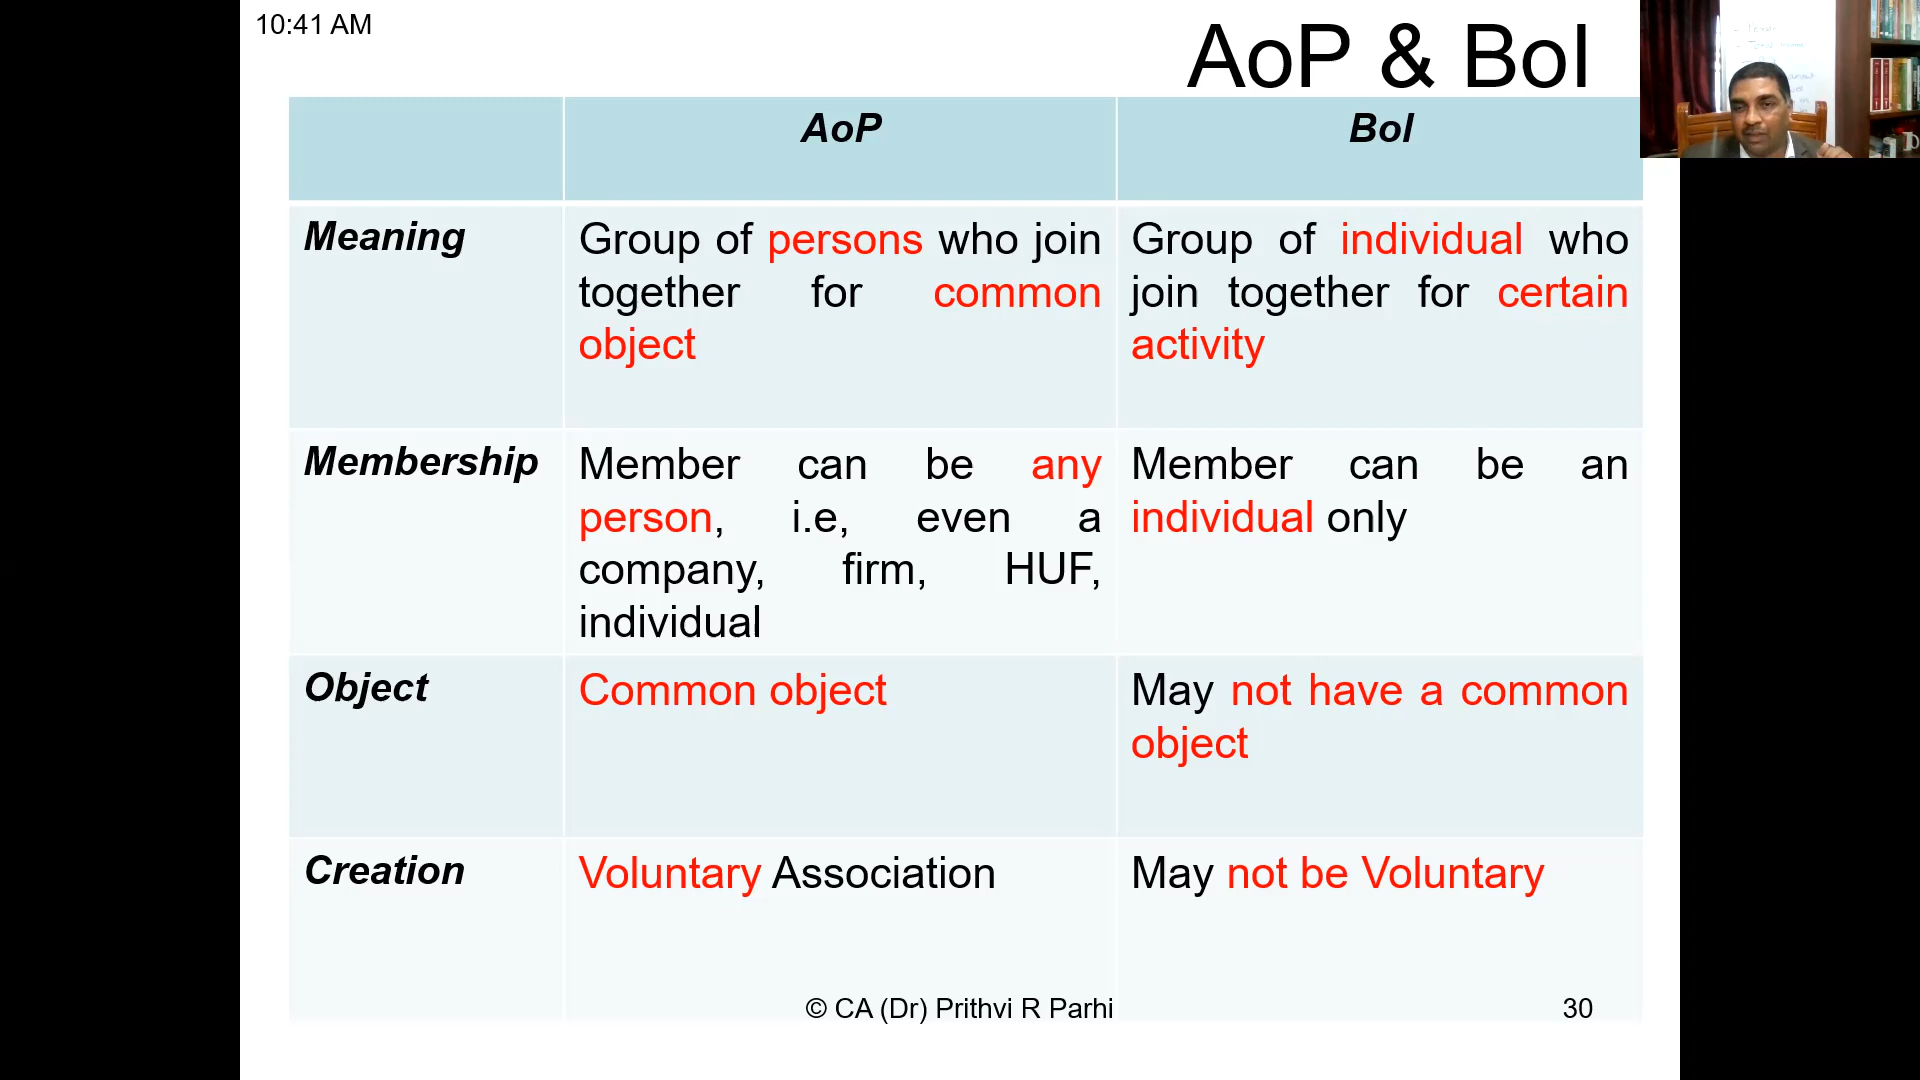 10:41 AM
AoP & BoI
AoP
BoI
Meaning
Group of persons who join
together for common
object
Group of individual who
join together for certain
activity
Membership
Member can be any
person, i.e, even a
company, firm, HUF,
individual
Member can be an
individual only
Object
Common object
May not have a common
object
Creation
Voluntary Association
May not be Voluntary
© CA (Dr) Prithvi R Parhi
30